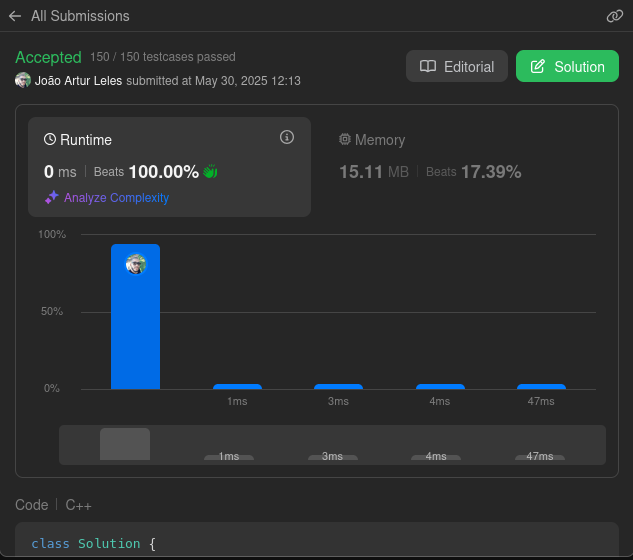 All Submissions
Accepted 150 / 150 testcases passed
João Artur Leles submitted at May 30, 2025 12:13
Editorial
Solution
Runtime
0 ms | Beats 100.00%
Analyze Complexity
Memory
15.11 MB | Beats 17.39%
100%
50%
0%
1ms 3ms 4ms 47ms
1ms 3ms 4ms 47ms
Code | C++
class Solution {